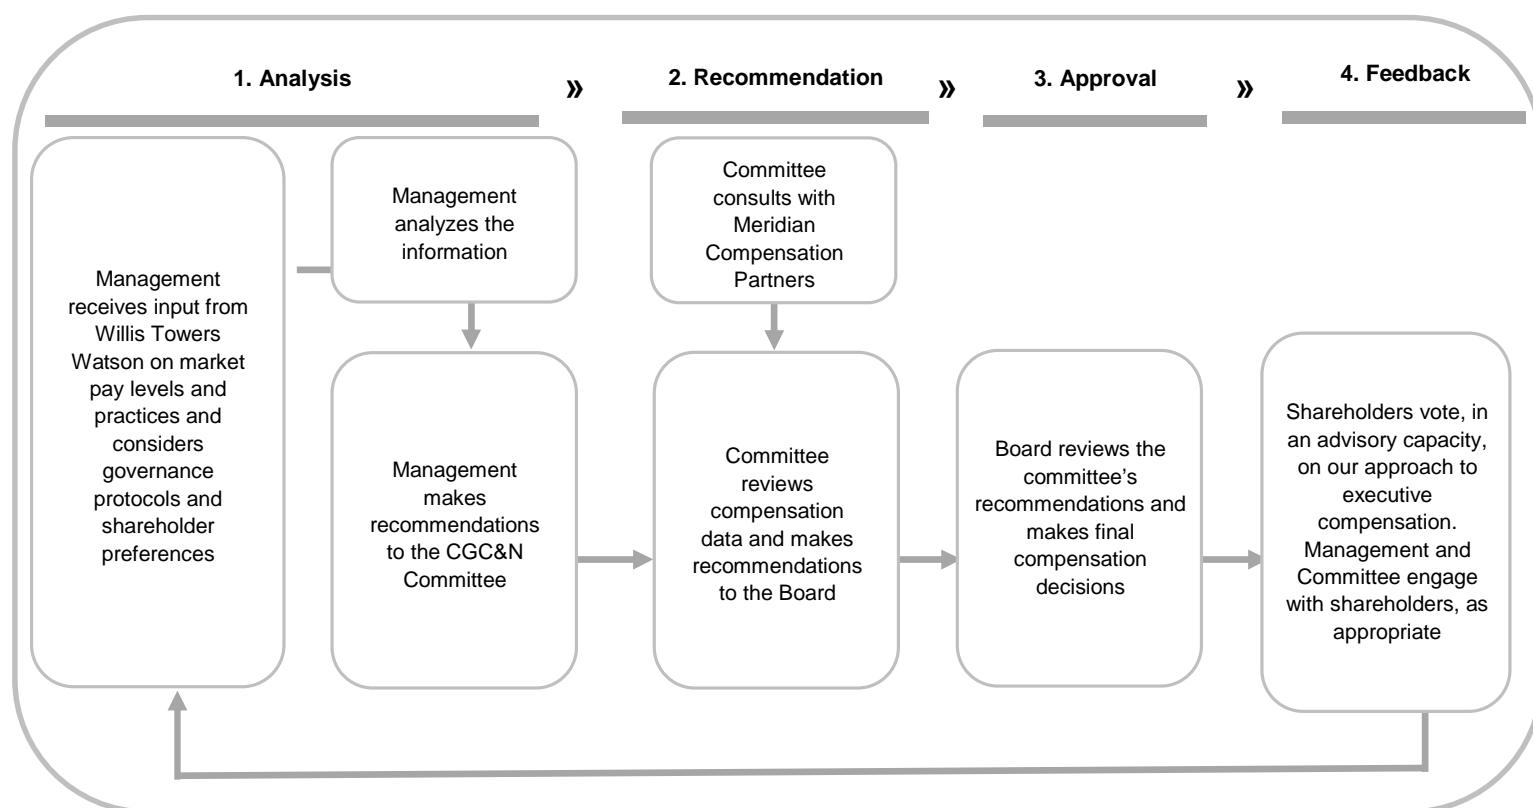 1. Analysis
»
2. Recommendation
»
3. Approval
»
4. Feedback
Management
receives input from
Willis Towers
Watson on market
pay levels and
practices and
considers
governance
protocols and
shareholder
preferences
Management
analyzes the
information
Management
makes
recommendations
to the CGC&N
Committee
Committee
consults with
Meridian
Compensation
Partners
Committee
reviews
compensation
data and makes
recommendations
to the Board
Board reviews the
committee’s
recommendations and
makes final
compensation
decisions
Shareholders vote, in
an advisory capacity,
on our approach to
executive
compensation.
Management and
Committee engage
with shareholders, as
appropriate